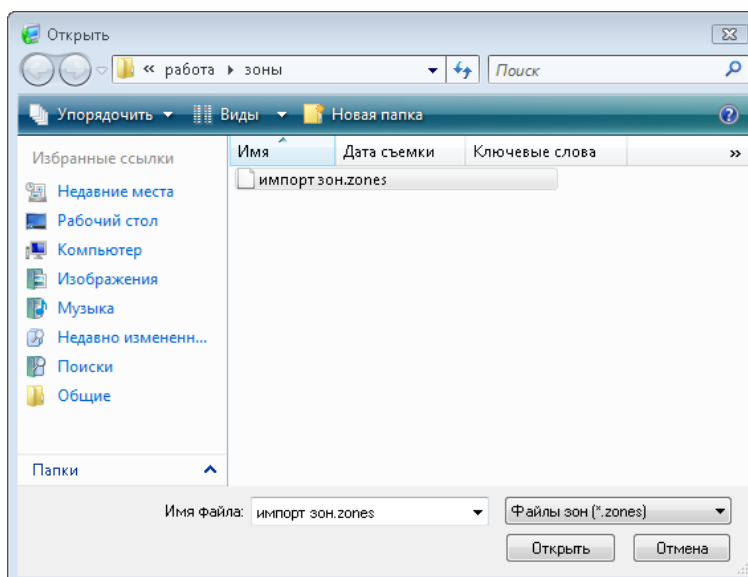 Открыть
« работа ▸ зоны
Поиск
Упорядочить Виды Новая папка
Избранные ссылки
Недавние места
Рабочий стол
Компьютер
Изображения
Музыка
Недавно измененн...
Поиски
Общие
Папки
Имя Дата съемки Ключевые слова »
импорт зон.zones
Имя файла: импорт зон.zones Файлы зон (*.zones)
Открыть Отмена